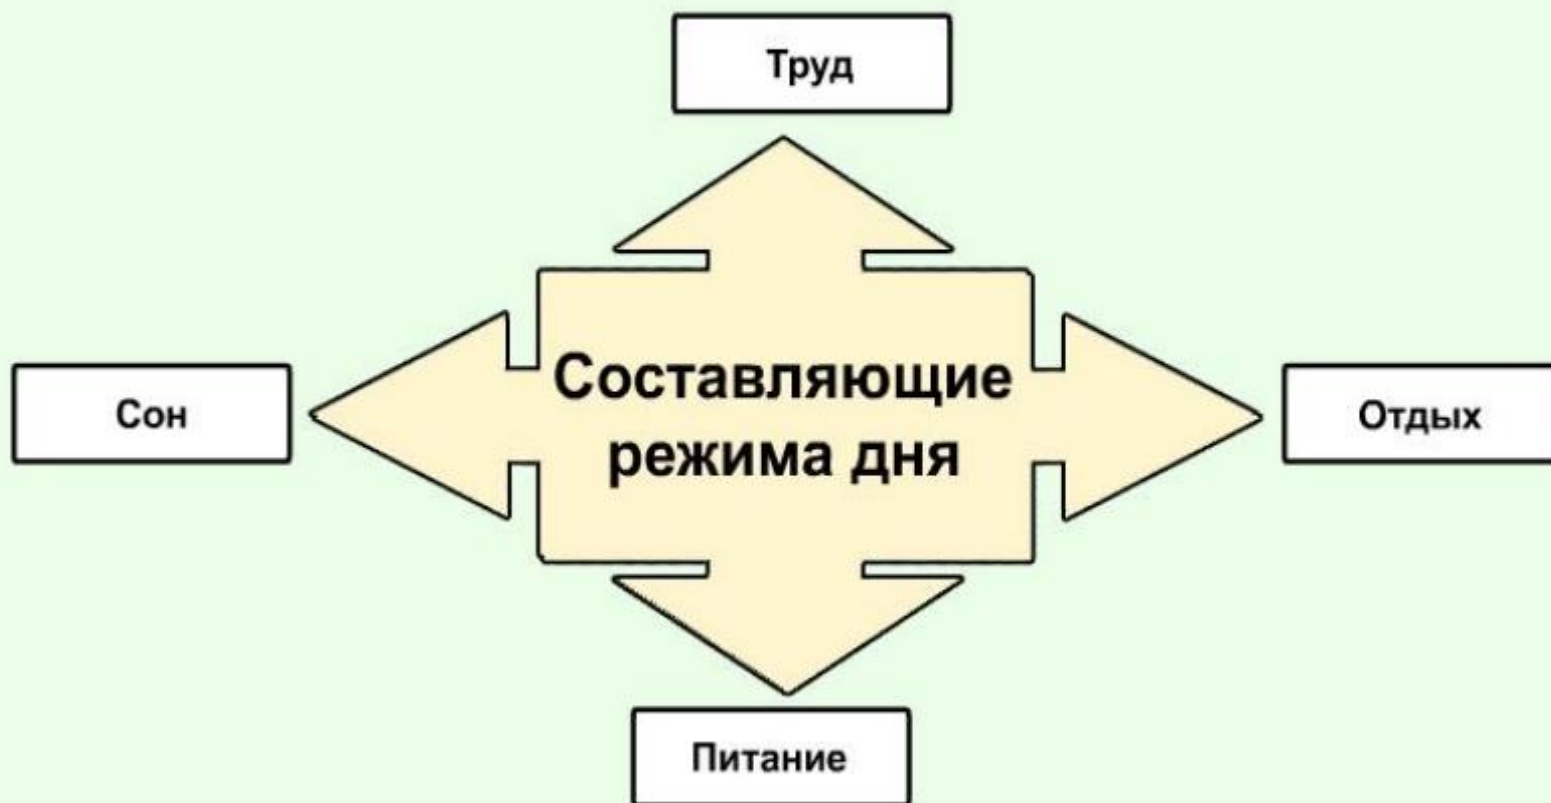 Труд
Сон
Составляющие
режима дня
Отдых
Питание